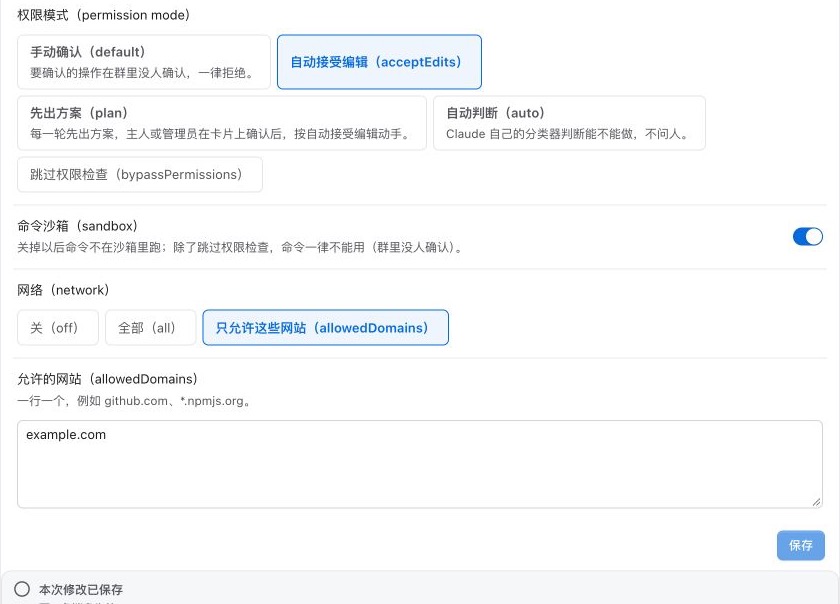 权限模式（permission mode）
手动确认（default）
要确认的操作在群里没人确认，一律拒绝。
自动接受编辑（acceptEdits）
先出方案（plan）
每一轮先出方案，主人或管理员在卡片上确认后，按自动接受编辑动手。
自动判断（auto）
Claude 自己的分类器判断能不能做，不问人。
跳过权限检查（bypassPermissions）
命令沙箱（sandbox）
关掉以后命令不在沙箱里跑；除了跳过权限检查，命令一律不能用（群里没人确认）。
网络（network）
关（off）
全部（all）
只允许这些网站（allowedDomains）
允许的网站（allowedDomains）
一行一个，例如 github.com、*.npmjs.org。
example.com
保存
本次修改已保存